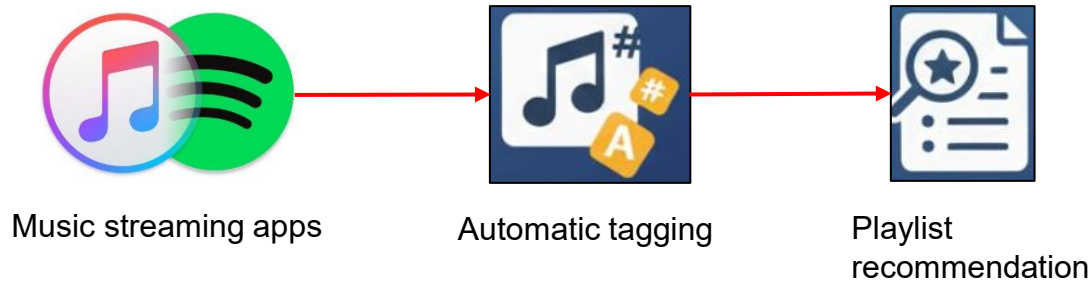 #
#
A
Music streaming apps
Automatic tagging
Playlist
recommendation